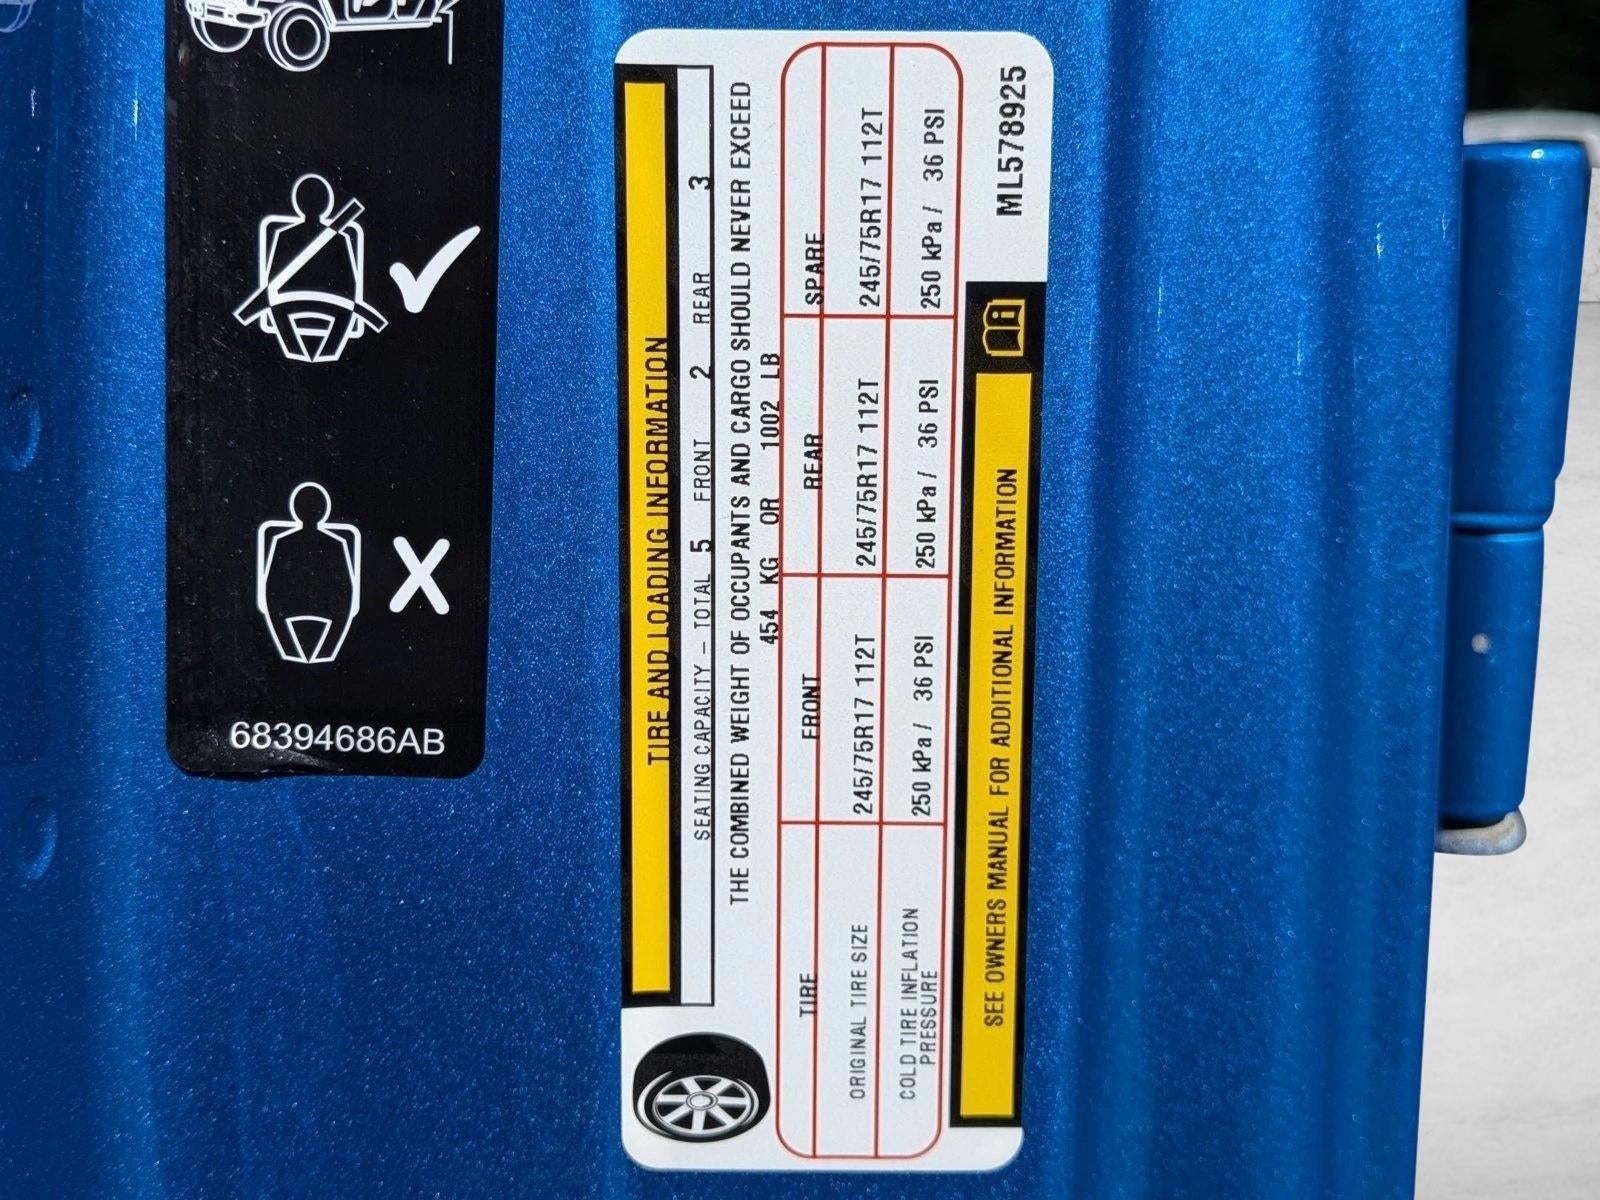 68394686AB
TIRE AND LOADING INFORMATION
SEATING CAPACITY – TOTAL 5 FRONT 2 REAR 3
THE COMBINED WEIGHT OF OCCUPANTS AND CARGO SHOULD NEVER EXCEED
454 KG OR 1002 LB
TIRE FRONT REAR SPARE
ORIGINAL TIRE SIZE 245/75R17 112T 245/75R17 112T 245/75R17 112T
COLD TIRE INFLATION
PRESSURE 250 kPa / 36 PSI 250 kPa / 36 PSI 250 kPa / 36 PSI
SEE OWNERS MANUAL FOR ADDITIONAL INFORMATION
ML578925